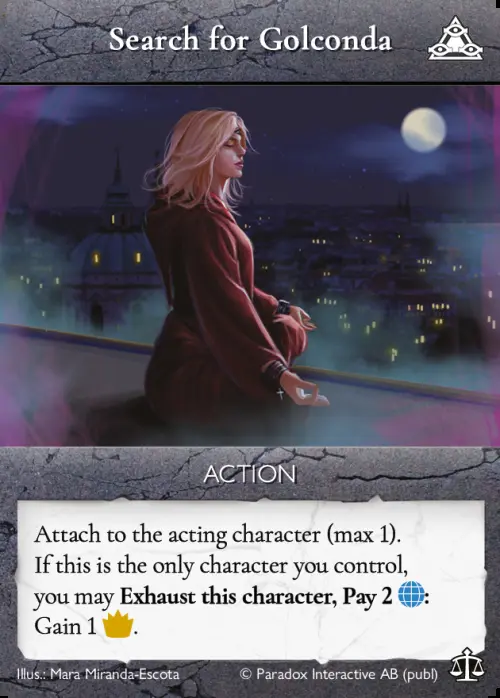 Search for Golconda
ACTION
Attach to the acting character (max 1).
If this is the only character you control,
you may Exhaust this character, Pay 2 :
Gain 1 .
Illus.: Mara Miranda-Escota © Paradox Interactive AB (publ)